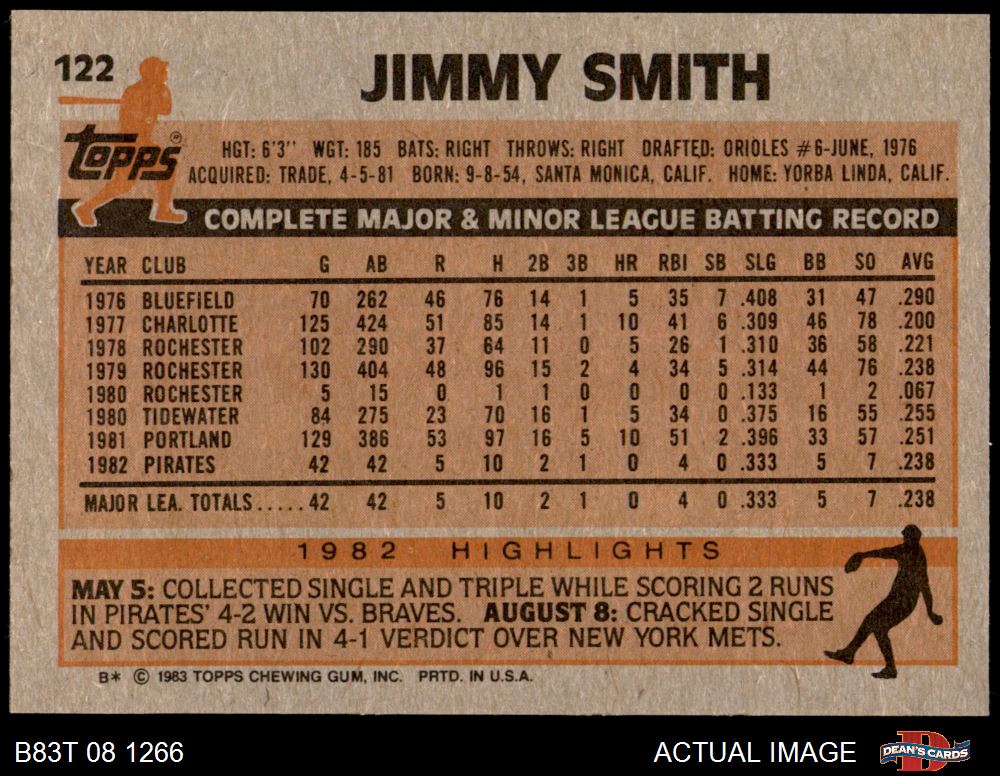 122
JIMMY SMITH
Topps®
HGT: 6'3" WGT: 185 BATS: RIGHT THROWS: RIGHT DRAFTED: ORIOLES #6-JUNE, 1976
ACQUIRED: TRADE, 4-5-81 BORN: 9-8-54, SANTA MONICA, CALIF. HOME: YORBA LINDA, CALIF.
COMPLETE MAJOR & MINOR LEAGUE BATTING RECORD
YEAR CLUB G AB R H 2B 3B HR RBI SB SLG BB SO AVG
1976 BLUEFIELD 70 262 46 76 14 1 5 35 7 .408 31 47 .290
1977 CHARLOTTE 125 424 51 85 14 1 10 41 6 .309 46 78 .200
1978 ROCHESTER 102 290 37 64 11 0 5 26 1 .310 36 58 .221
1979 ROCHESTER 130 404 48 96 15 2 4 34 5 .314 44 76 .238
1980 ROCHESTER 5 15 0 1 1 0 0 0 0 .133 1 2 .067
1980 TIDEWATER 84 275 23 70 16 1 5 34 0 .375 16 55 .255
1981 PORTLAND 129 386 53 97 16 5 10 51 2 .396 33 57 .251
1982 PIRATES 42 42 5 10 2 1 0 4 0 .333 5 7 .238
MAJOR LEA. TOTALS.....42 42 5 10 2 1 0 4 0 .333 5 7 .238
1982 HIGHLIGHTS
MAY 5: COLLECTED SINGLE AND TRIPLE WHILE SCORING 2 RUNS
IN PIRATES' 4-2 WIN VS. BRAVES. AUGUST 8: CRACKED SINGLE
AND SCORED RUN IN 4-1 VERDICT OVER NEW YORK METS.
B* © 1983 TOPPS CHEWING GUM, INC. PRTD. IN U.S.A.
B83T 08 1266 ACTUAL IMAGE DEAN'S CARDS